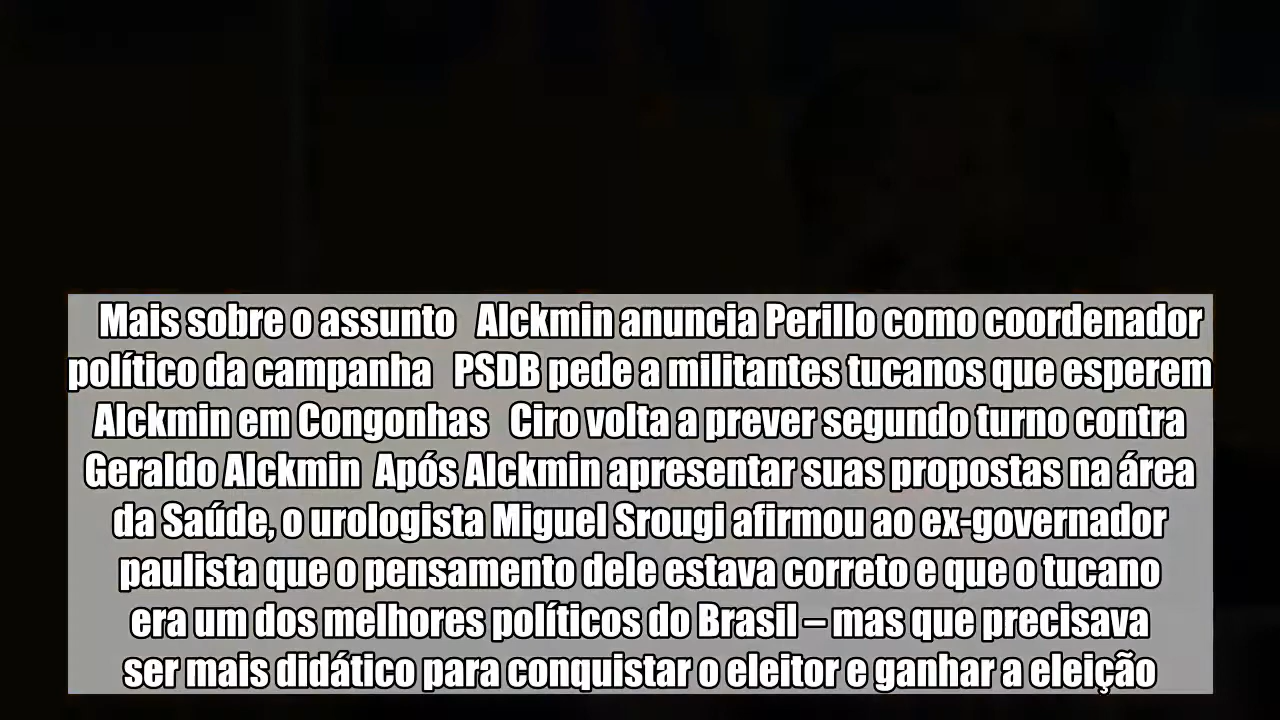 Mais sobre o assunto   Alckmin anuncia Perillo como coordenador
político da campanha   PSDB pede a militantes tucanos que esperem
Alckmin em Congonhas   Ciro volta a prever segundo turno contra
Geraldo Alckmin  Após Alckmin apresentar suas propostas na área
da Saúde, o urologista Miguel Srougi afirmou ao ex-governador
paulista que o pensamento dele estava correto e que o tucano
era um dos melhores políticos do Brasil – mas que precisava
ser mais didático para conquistar o eleitor e ganhar a eleição